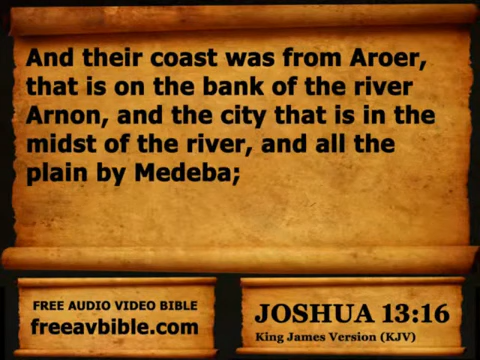 And their coast was from Aroer,
that is on the bank of the river
Arnon, and the city that is in the
midst of the river, and all the
plain by Medeba;
FREE AUDIO VIDEO BIBLE
freeavbible.com
JOSHUA 13:16
King James Version (KJV)